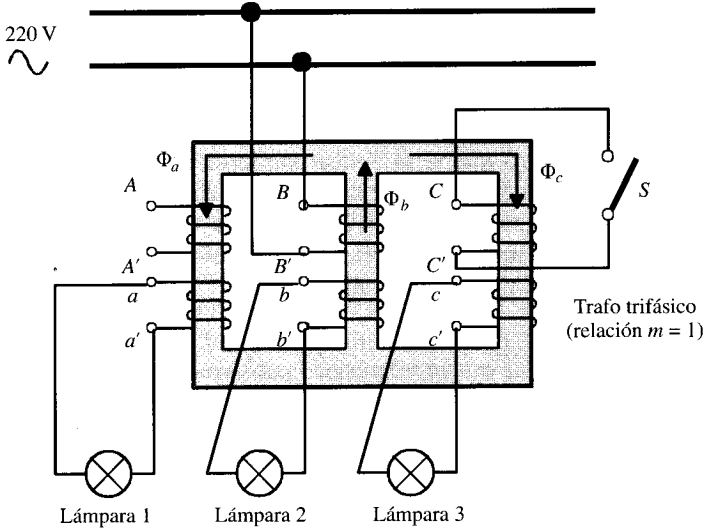 220 V
Φa
Φb
Φc
A
B
C
S
A'
B'
C'
a
b
c
a'
b'
c'
Trafo trifásico
(relación m = 1)
Lámpara 1
Lámpara 2
Lámpara 3